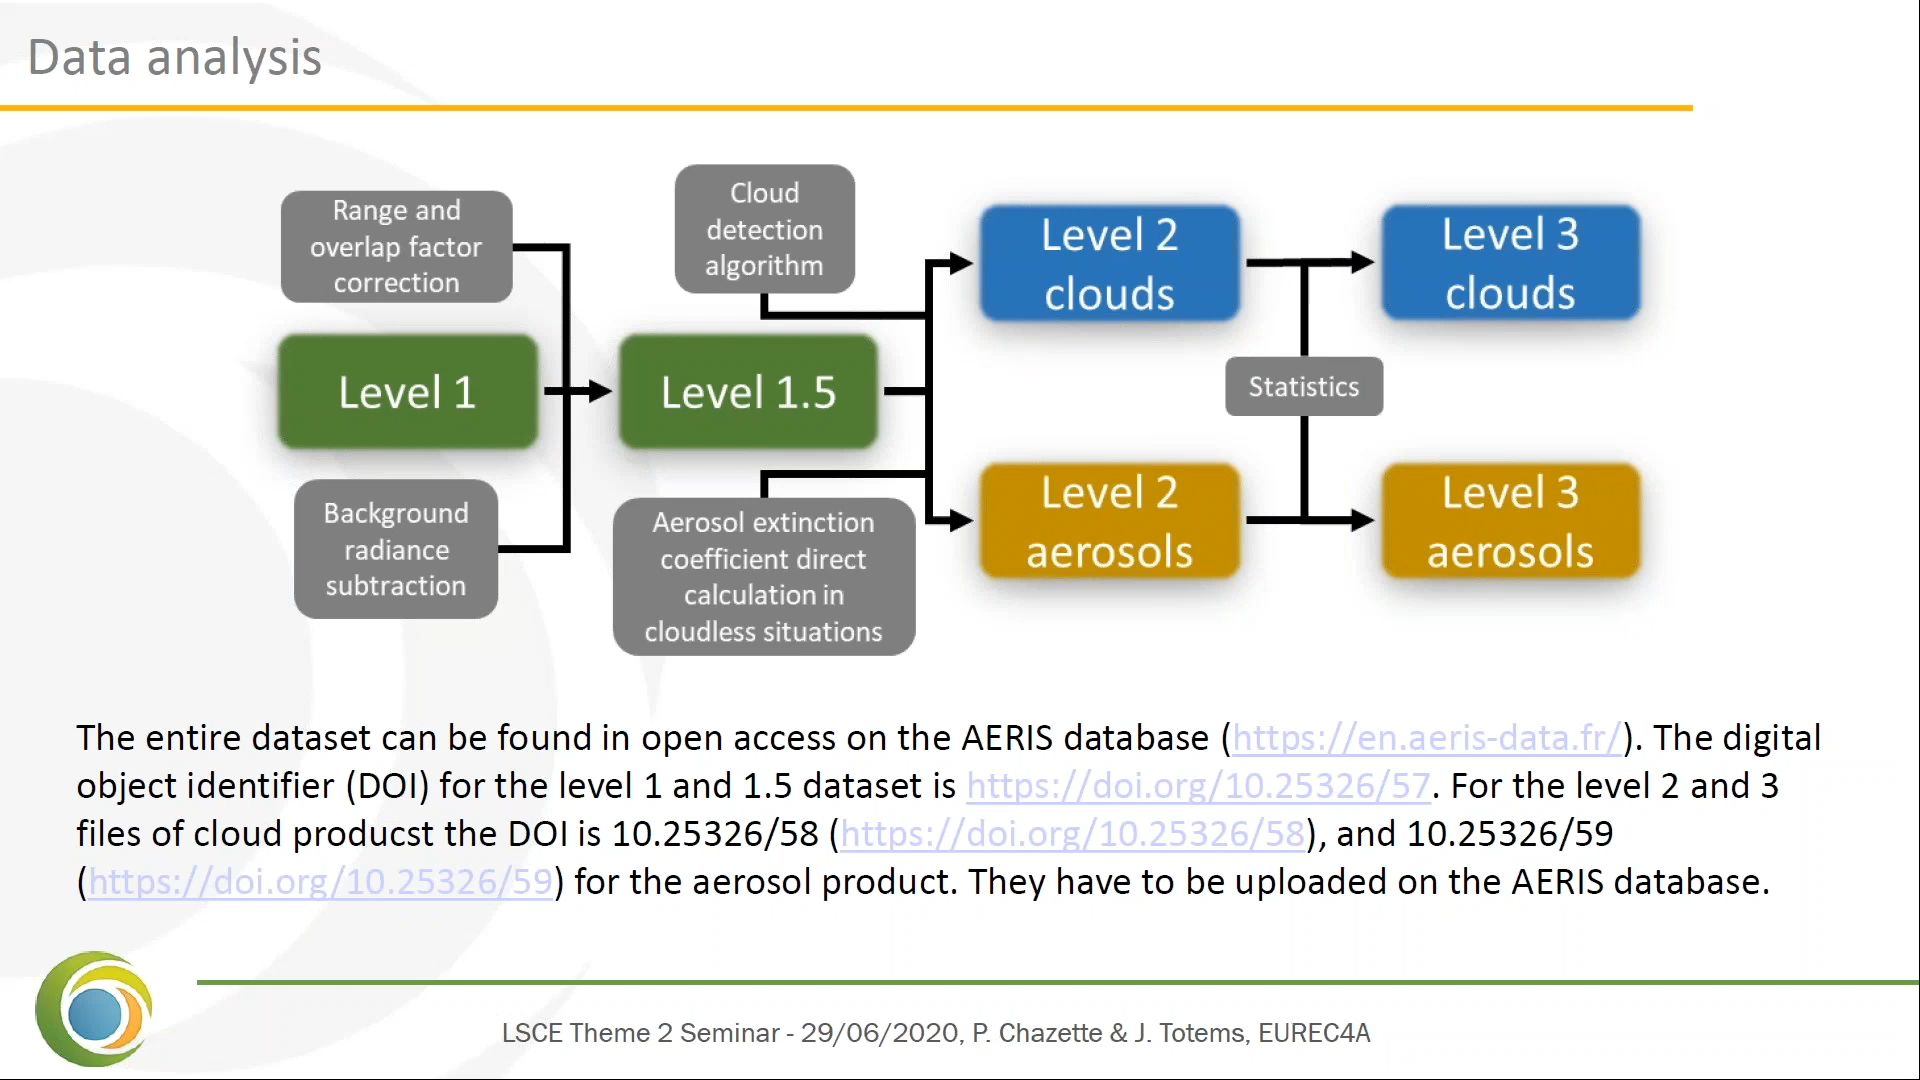 Data analysis
Range and
overlap factor
correction
Cloud
detection
algorithm
Level 2
clouds
Level 3
clouds
Level 1
Level 1.5
Statistics
Background
radiance
subtraction
Aerosol extinction
coefficient direct
calculation in
cloudless situations
Level 2
aerosols
Level 3
aerosols
The entire dataset can be found in open access on the AERIS database (https://en.aeris-data.fr/). The digital
object identifier (DOI) for the level 1 and 1.5 dataset is https://doi.org/10.25326/57. For the level 2 and 3
files of cloud producst the DOI is 10.25326/58 (https://doi.org/10.25326/58), and 10.25326/59
(https://doi.org/10.25326/59) for the aerosol product. They have to be uploaded on the AERIS database.
LSCE Theme 2 Seminar - 29/06/2020, P. Chazette & J. Totems, EUREC4A